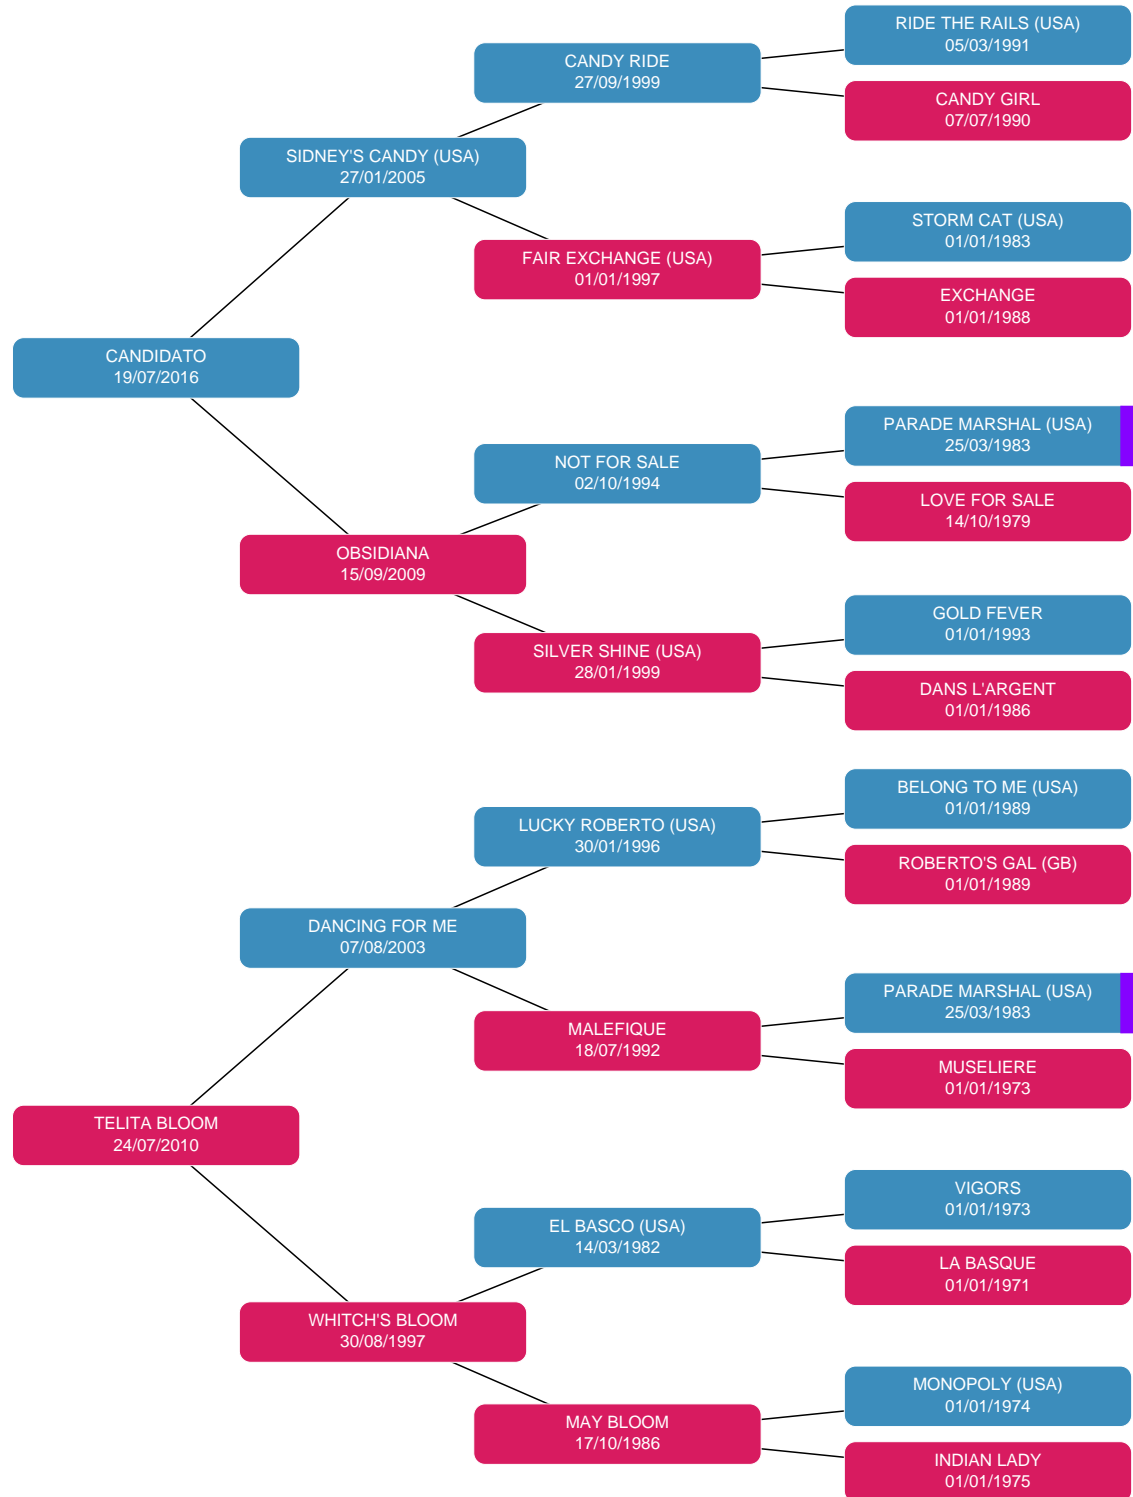 RIDE THE RAILS (USA)
05/03/1991
CANDY RIDE
27/09/1999
CANDY GIRL
07/07/1990
SIDNEY'S CANDY (USA)
27/01/2005
STORM CAT (USA)
01/01/1983
FAIR EXCHANGE (USA)
01/01/1997
EXCHANGE
01/01/1988
CANDIDATO
19/07/2016
PARADE MARSHAL (USA)
25/03/1983
NOT FOR SALE
02/10/1994
LOVE FOR SALE
14/10/1979
OBSIDIANA
15/09/2009
GOLD FEVER
01/01/1993
SILVER SHINE (USA)
28/01/1999
DANS L'ARGENT
01/01/1986
BELONG TO ME (USA)
01/01/1989
LUCKY ROBERTO (USA)
30/01/1996
ROBERTO'S GAL (GB)
01/01/1989
DANCING FOR ME
07/08/2003
PARADE MARSHAL (USA)
25/03/1983
MALEFIQUE
18/07/1992
MUSELIERE
01/01/1973
TELITA BLOOM
24/07/2010
VIGORS
01/01/1973
EL BASCO (USA)
14/03/1982
LA BASQUE
01/01/1971
WHITCH'S BLOOM
30/08/1997
MONOPOLY (USA)
01/01/1974
MAY BLOOM
17/10/1986
INDIAN LADY
01/01/1975